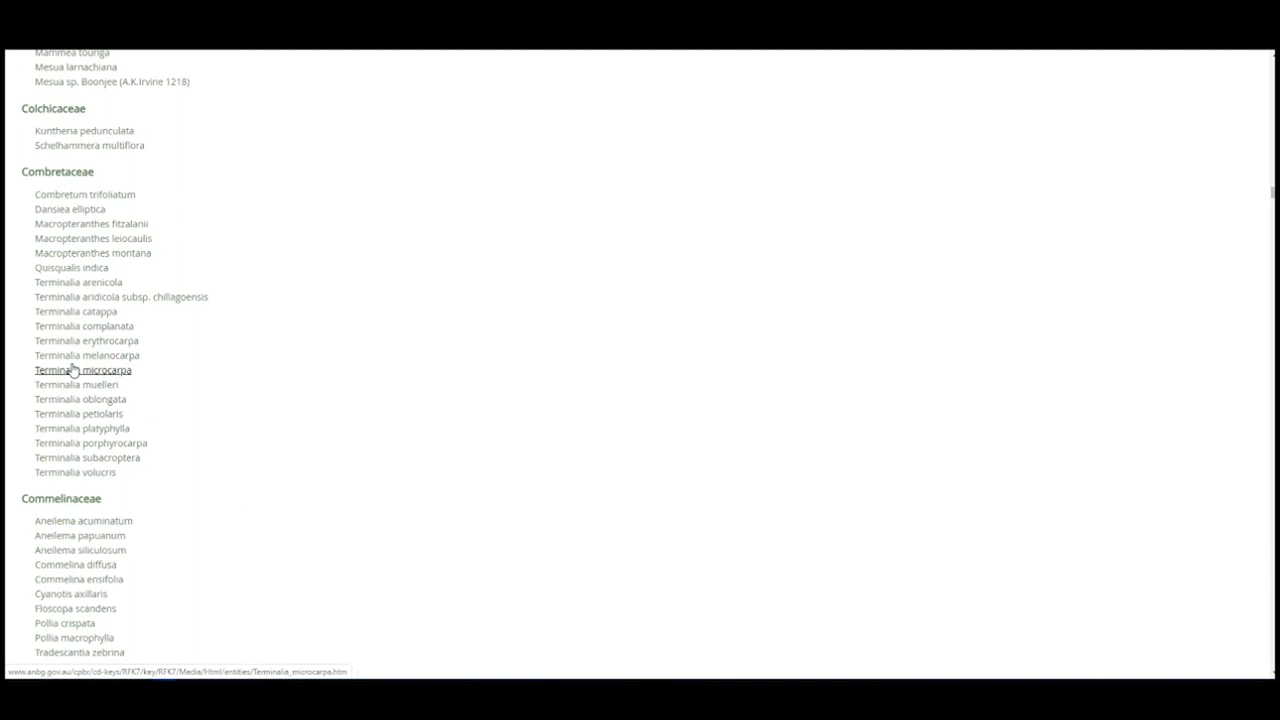 Mammea touriga
Mesua larnachiana
Mesua sp. Boonjee (A.K.Irvine 1218)
Colchicaceae
Kuntheria pedunculata
Schelhammera multiflora
Combretaceae
Combretum trifoliatum
Dansiea elliptica
Macropteranthes fitzalanii
Macropteranthes leiocaulis
Macropteranthes montana
Quisqualis indica
Terminalia arenicola
Terminalia aridicola subsp. chillagoensis
Terminalia catappa
Terminalia complanata
Terminalia erythrocarpa
Terminalia melanocarpa
Terminalia microcarpa
Terminalia muelleri
Terminalia oblongata
Terminalia petiolaris
Terminalia platyphylla
Terminalia porphyrocarpa
Terminalia subacroptera
Terminalia volucris
Commelinaceae
Aneilema acuminatum
Aneilema papuanum
Aneilema siliculosum
Commelina diffusa
Commelina ensifolia
Cyanotis axillaris
Floscopa scandens
Pollia crispata
Pollia macrophylla
Tradescantia zebrina
www.anbg.gov.au/cpbr/cd-keys/RFK7/key/RFK7/Media/Html/entities/Terminalia_microcarpa.htm